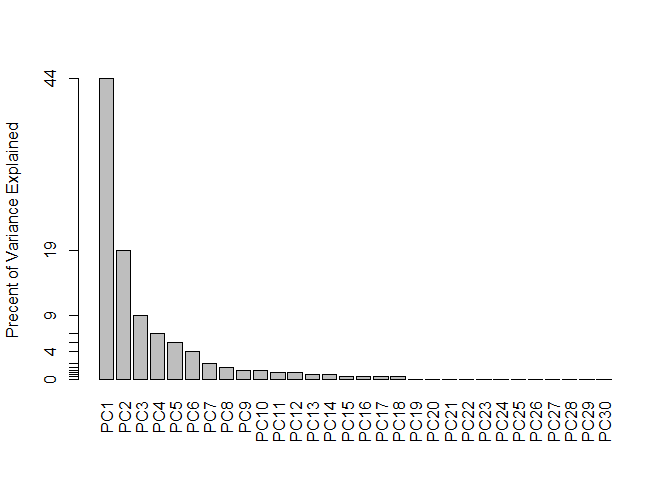 Precent of Variance Explained
44
19
9
4
0
PC1
PC2
PC3
PC4
PC5
PC6
PC7
PC8
PC9
PC10
PC11
PC12
PC13
PC14
PC15
PC16
PC17
PC18
PC19
PC20
PC21
PC22
PC23
PC24
PC25
PC26
PC27
PC28
PC29
PC30